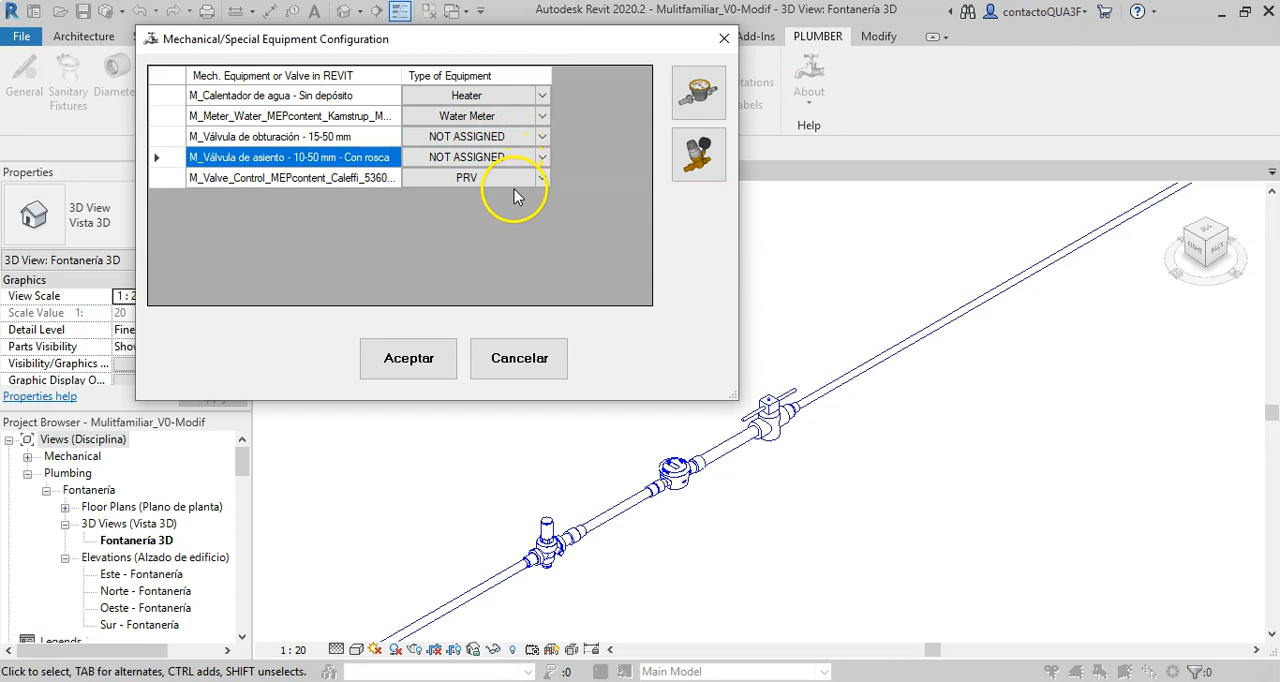 Autodesk Revit 2020.2 - Mulitfamiliar_V0-Modif - 3D View: Fontanería 3D
contactoQUA3F
File
Architecture
Add-Ins
PLUMBER
Modify
Mechanical/Special Equipment Configuration
General
Sanitary
Fixtures
Diamete
About
Help
Mech. Equipment or Valve in REVIT
Type of Equipment
M_Calentador de agua - Sin depósito
Heater
M_Meter_Water_MEPcontent_Kamstrup_M...
Water Meter
M_Válvula de obturación - 15-50 mm
NOT ASSIGNED
M_Válvula de asiento - 10-50 mm - Con rosca
NOT ASSIGNED
M_Valve_Control_MEPcontent_Caleffi_5360...
PRV
Aceptar
Cancelar
Properties
3D View
Vista 3D
3D View: Fontanería 3D
Graphics
View Scale
1 : 2
Scale Value 1:
20
Detail Level
Fine
Parts Visibility
Sho
Visibility/Graphics ...
Graphic Display O...
Properties help
Project Browser - Mulitfamiliar_V0-Modif
Views (Disciplina)
Mechanical
Plumbing
Fontanería
Floor Plans (Plano de planta)
3D Views (Vista 3D)
Fontanería 3D
Elevations (Alzado de edificio)
Este - Fontanería
Norte - Fontanería
Oeste - Fontanería
Sur - Fontanería
Legends
1 : 20
Click to select, TAB for alternates, CTRL adds, SHIFT unselects.
:0
Main Model
:0